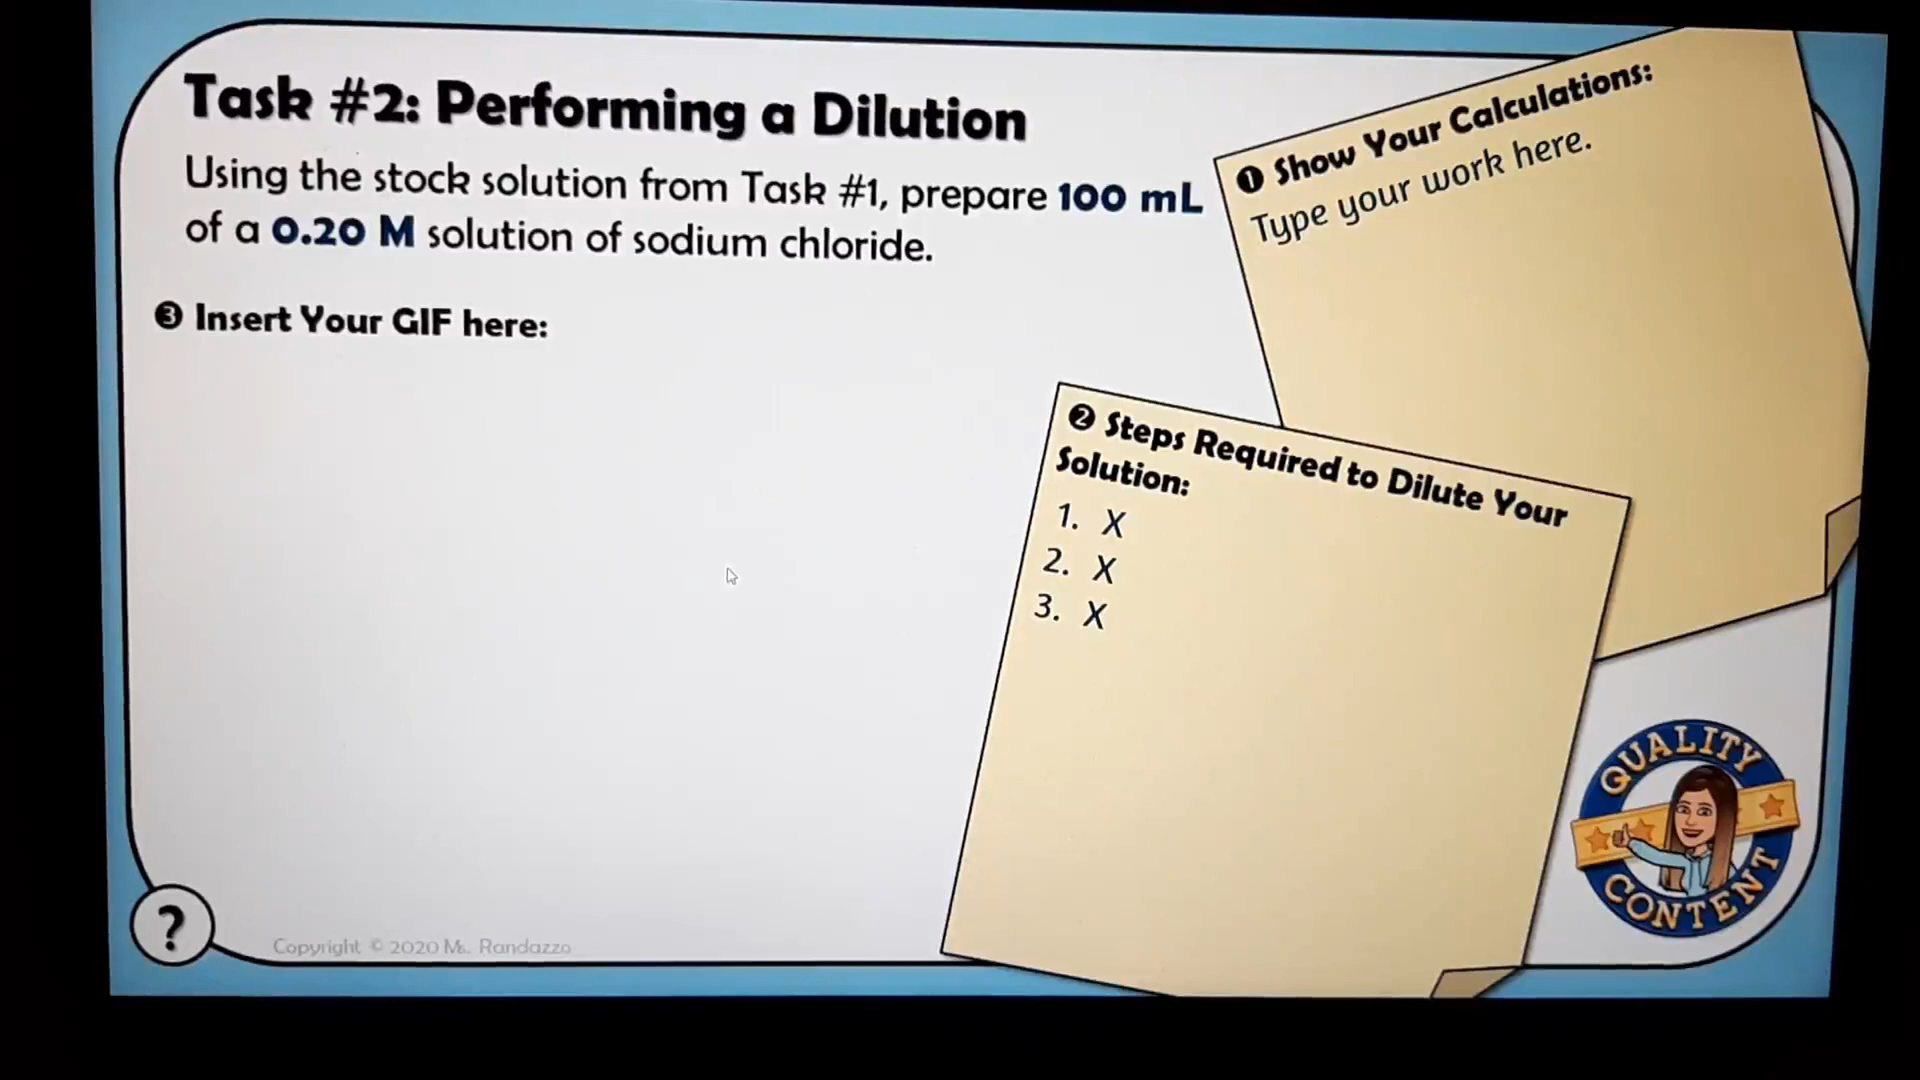 Task #2: Performing a Dilution
Using the stock solution from Task #1, prepare 100 mL
of a 0.20 M solution of sodium chloride.
❸ Insert Your GIF here:
❶ Show Your Calculations:
Type your work here.
❷ Steps Required to Dilute Your
Solution:
1. X
2. X
3. X
QUALITY
CONTENT
?
Copyright © 2020 Ms. Randazzo